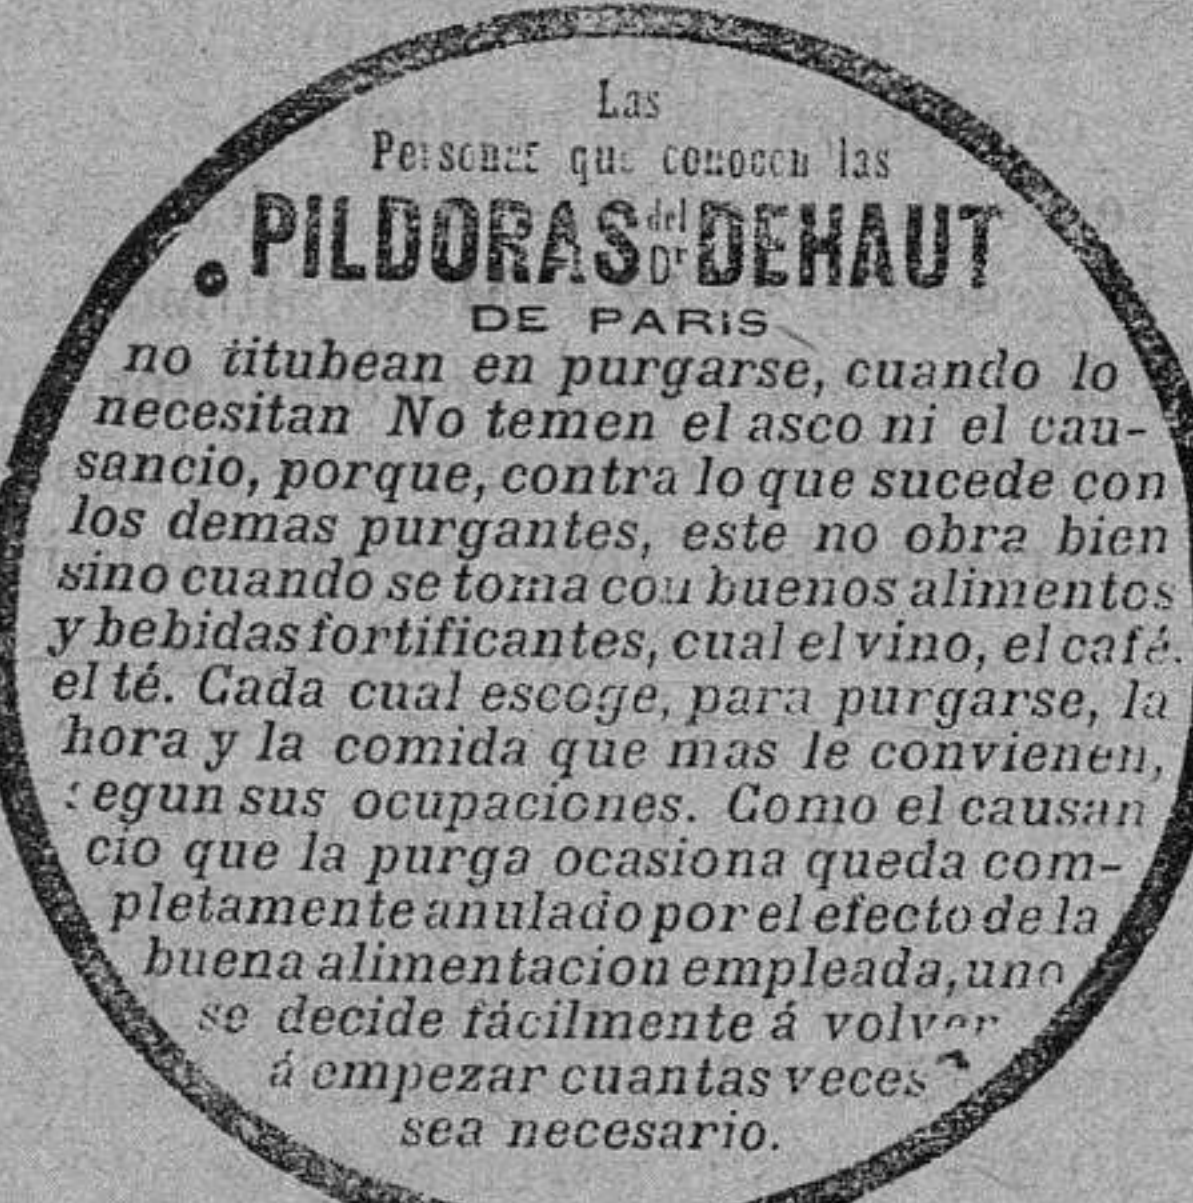 Las
Personas que conocen las
PILDORAS del Dr DEHAUT
DE PARIS
no titubean en purgarse, cuando lo
necesitan No temen el asco ni el cau-
sancio, porque, contra lo que sucede con
los demas purgantes, este no obra bien
sino cuando se toma con buenos alimentos
y bebidas fortificantes, cual el vino, el café.
el té. Cada cual escoge, para purgarse, la
hora y la comida que mas le convienen,
segun sus ocupaciones. Como el causan
cio que la purga ocasiona queda com-
pletamente anulado por el efecto de la
buena alimentacion empleada, uno
se decide fácilmente á volver
á empezar cuantas veces
sea necesario.